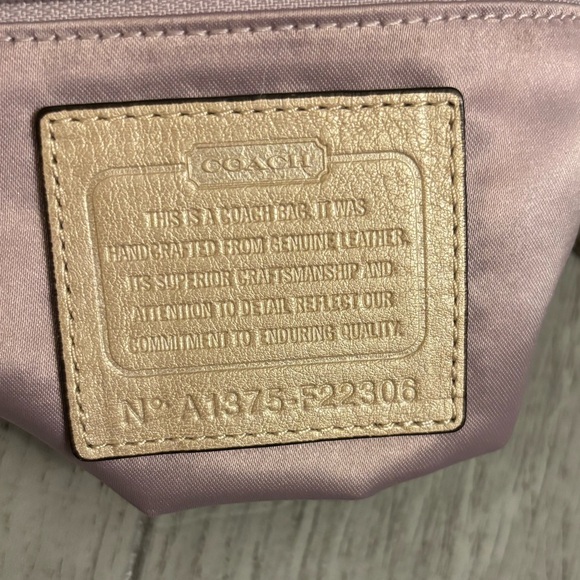 COACH
THIS IS A COACH BAG. IT WAS
HANDCRAFTED FROM GENUINE LEATHER.
ITS SUPERIOR CRAFTSMANSHIP AND
ATTENTION TO DETAIL REFLECT OUR
COMMITMENT TO ENDURING QUALITY.
Nº A1375-F22306